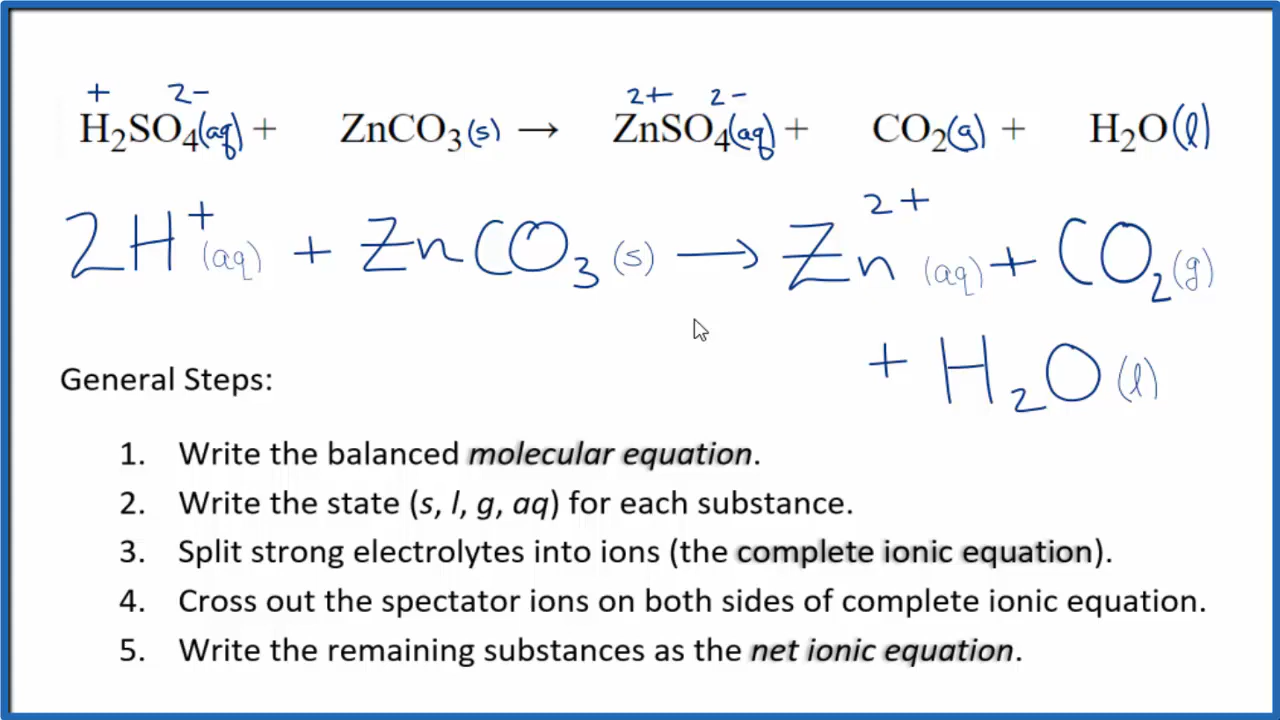 + 2- 2+ 2-
H₂SO₄(aq) + ZnCO₃(s) → ZnSO₄(aq) + CO₂(g) + H₂O(l)
2H⁺(aq) + ZnCO₃(s) → Zn²⁺(aq) + CO₂(g)
+ H₂O(l)
General Steps:
1. Write the balanced molecular equation.
2. Write the state (s, l, g, aq) for each substance.
3. Split strong electrolytes into ions (the complete ionic equation).
4. Cross out the spectator ions on both sides of complete ionic equation.
5. Write the remaining substances as the net ionic equation.